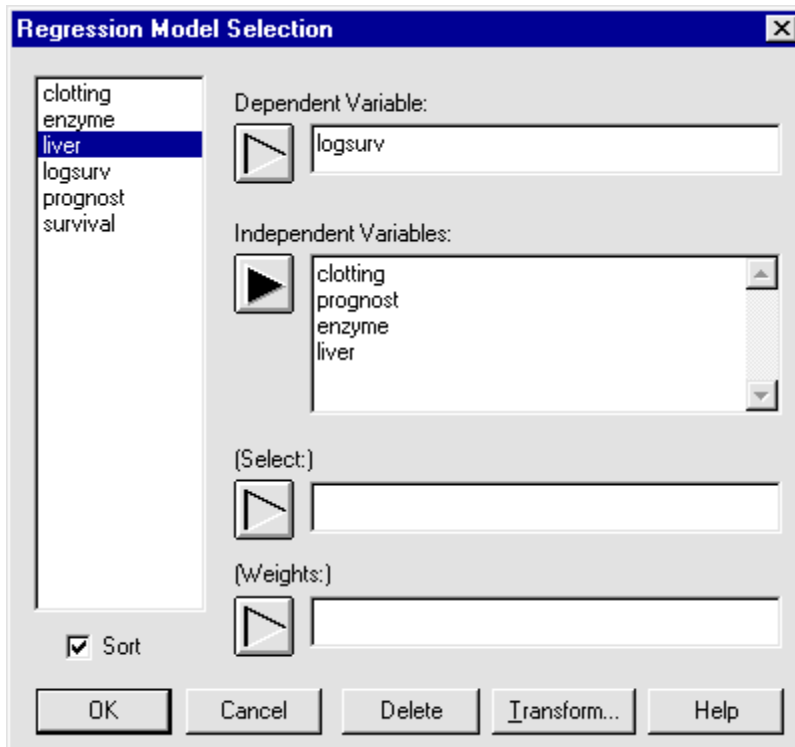 Regression Model Selection
clotting
enzyme
liver
logsurv
prognost
survival
Sort
Dependent Variable:
logsurv
Independent Variables:
clotting
prognost
enzyme
liver
(Select:)
(Weights:)
OK
Cancel
Delete
Transform...
Help